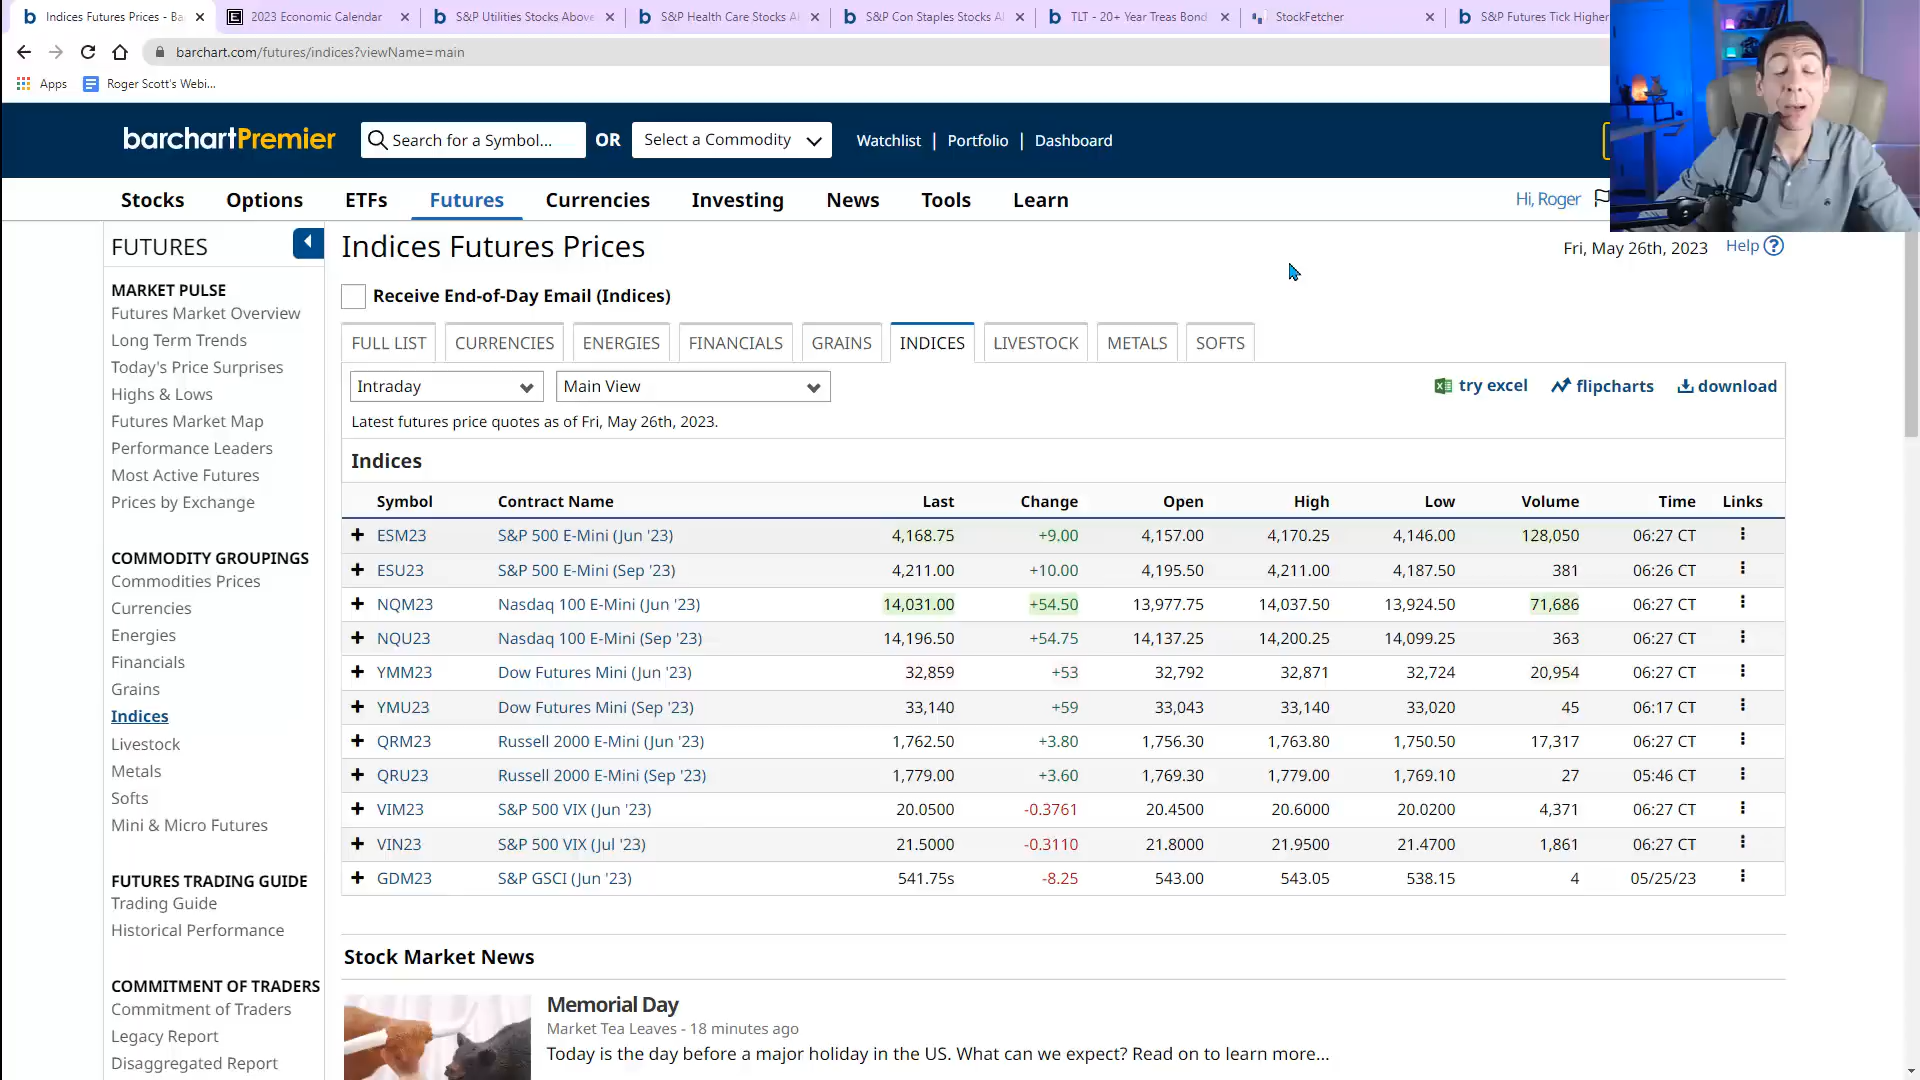 Indices Futures Prices - Ba
2023 Economic Calendar
S&P Utilities Stocks Above
S&P Health Care Stocks A
S&P Con Staples Stocks A
TLT - 20+ Year Treas Bond
StockFetcher
S&P Futures Tick Higher
barchart.com/futures/indices?viewName=main
Apps
Roger Scott's Webi...
barchartPremier
Search for a Symbol...
OR
Select a Commodity
Watchlist | Portfolio | Dashboard
Stocks Options ETFs Futures Currencies Investing News Tools Learn
Hi, Roger
FUTURES
MARKET PULSE
Futures Market Overview
Long Term Trends
Today's Price Surprises
Highs & Lows
Futures Market Map
Performance Leaders
Most Active Futures
Prices by Exchange
COMMODITY GROUPINGS
Commodities Prices
Currencies
Energies
Financials
Grains
Indices
Livestock
Metals
Softs
Mini & Micro Futures
FUTURES TRADING GUIDE
Trading Guide
Historical Performance
COMMITMENT OF TRADERS
Commitment of Traders
Legacy Report
Disaggregated Report
Indices Futures Prices
Fri, May 26th, 2023 Help ?
Receive End-of-Day Email (Indices)
FULL LIST CURRENCIES ENERGIES FINANCIALS GRAINS INDICES LIVESTOCK METALS SOFTS
Intraday
Main View
try excel flipcharts download
Latest futures price quotes as of Fri, May 26th, 2023.
Indices
Symbol Contract Name Last Change Open High Low Volume Time Links
ESM23 S&P 500 E-Mini (Jun '23) 4,168.75 +9.00 4,157.00 4,170.25 4,146.00 128,050 06:27 CT
ESU23 S&P 500 E-Mini (Sep '23) 4,211.00 +10.00 4,195.50 4,211.00 4,187.50 381 06:26 CT
NQM23 Nasdaq 100 E-Mini (Jun '23) 14,031.00 +54.50 13,977.75 14,037.50 13,924.50 71,686 06:27 CT
NQU23 Nasdaq 100 E-Mini (Sep '23) 14,196.50 +54.75 14,137.25 14,200.25 14,099.25 363 06:27 CT
YMM23 Dow Futures Mini (Jun '23) 32,859 +53 32,792 32,871 32,724 20,954 06:27 CT
YMU23 Dow Futures Mini (Sep '23) 33,140 +59 33,043 33,140 33,020 45 06:17 CT
QRM23 Russell 2000 E-Mini (Jun '23) 1,762.50 +3.80 1,756.30 1,763.80 1,750.50 17,317 06:27 CT
QRU23 Russell 2000 E-Mini (Sep '23) 1,779.00 +3.60 1,769.30 1,779.00 1,769.10 27 05:46 CT
VIM23 S&P 500 VIX (Jun '23) 20.0500 -0.3761 20.4500 20.6000 20.0200 4,371 06:27 CT
VIN23 S&P 500 VIX (Jul '23) 21.5000 -0.3110 21.8000 21.9500 21.4700 1,861 06:27 CT
GDM23 S&P GSCI (Jun '23) 541.75s -8.25 543.00 543.05 538.15 4 05/25/23
Stock Market News
Memorial Day
Market Tea Leaves - 18 minutes ago
Today is the day before a major holiday in the US. What can we expect? Read on to learn more...